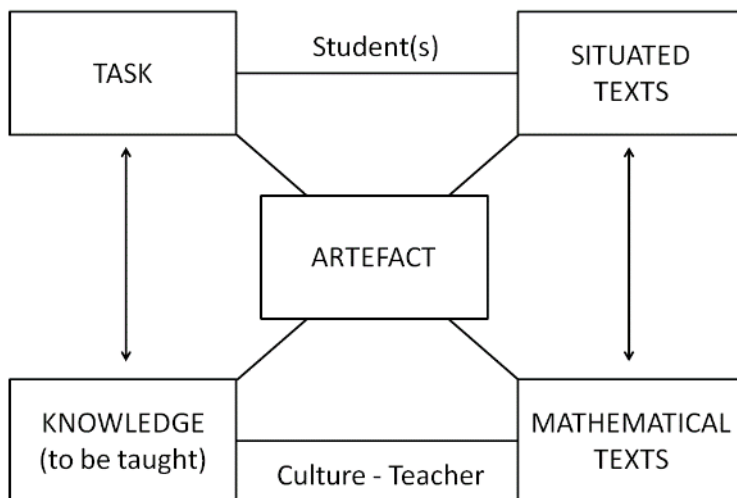 Student(s)
TASK
SITUATED
TEXTS
ARTEFACT
KNOWLEDGE
(to be taught)
MATHEMATICAL
TEXTS
Culture - Teacher